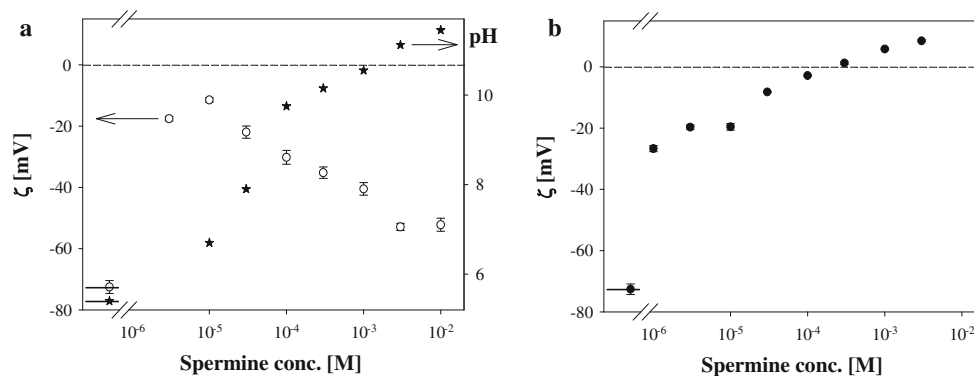 a
pH
0
-20
-40
-60
-80
ζ [mV]
10
8
6
10⁻⁶ 10⁻⁵ 10⁻⁴ 10⁻³ 10⁻²
Spermine conc. [M]
b
0
-20
-40
-60
-80
ζ [mV]
10⁻⁶ 10⁻⁵ 10⁻⁴ 10⁻³ 10⁻²
Spermine conc. [M]